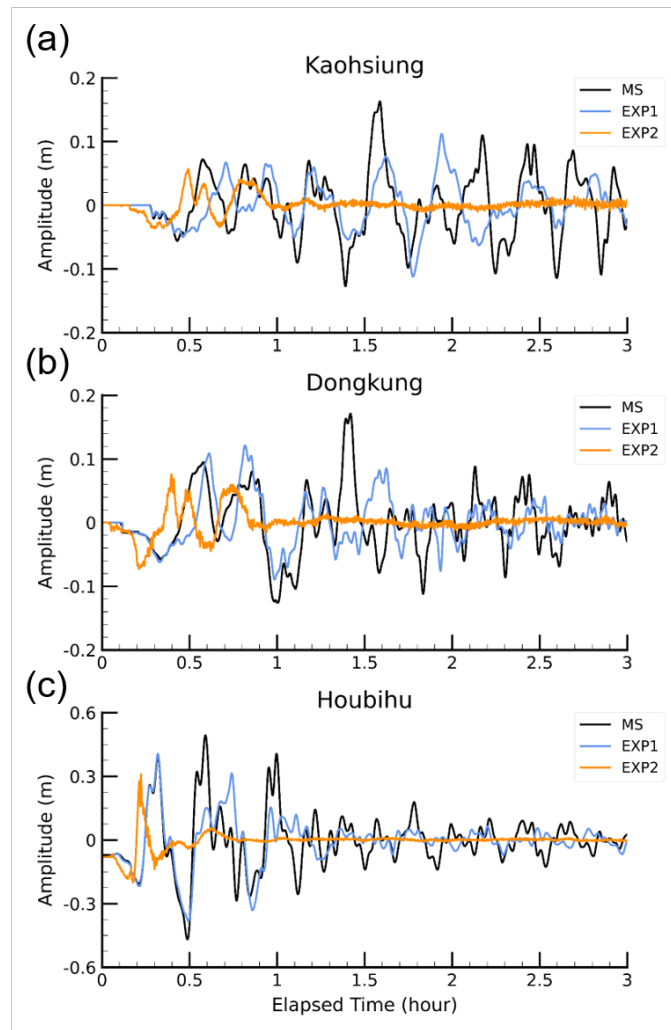 (a)
Kaohsiung
MS
EXP1
EXP2
0.2
0.1
0
-0.1
-0.2
Amplitude (m)
0 0.5 1 1.5 2 2.5 3
(b)
Dongkung
MS
EXP1
EXP2
0.2
0.1
0
-0.1
-0.2
Amplitude (m)
0 0.5 1 1.5 2 2.5 3
(c)
Houbihu
MS
EXP1
EXP2
0.6
0.3
0
-0.3
-0.6
Amplitude (m)
0 0.5 1 1.5 2 2.5 3
Elapsed Time (hour)